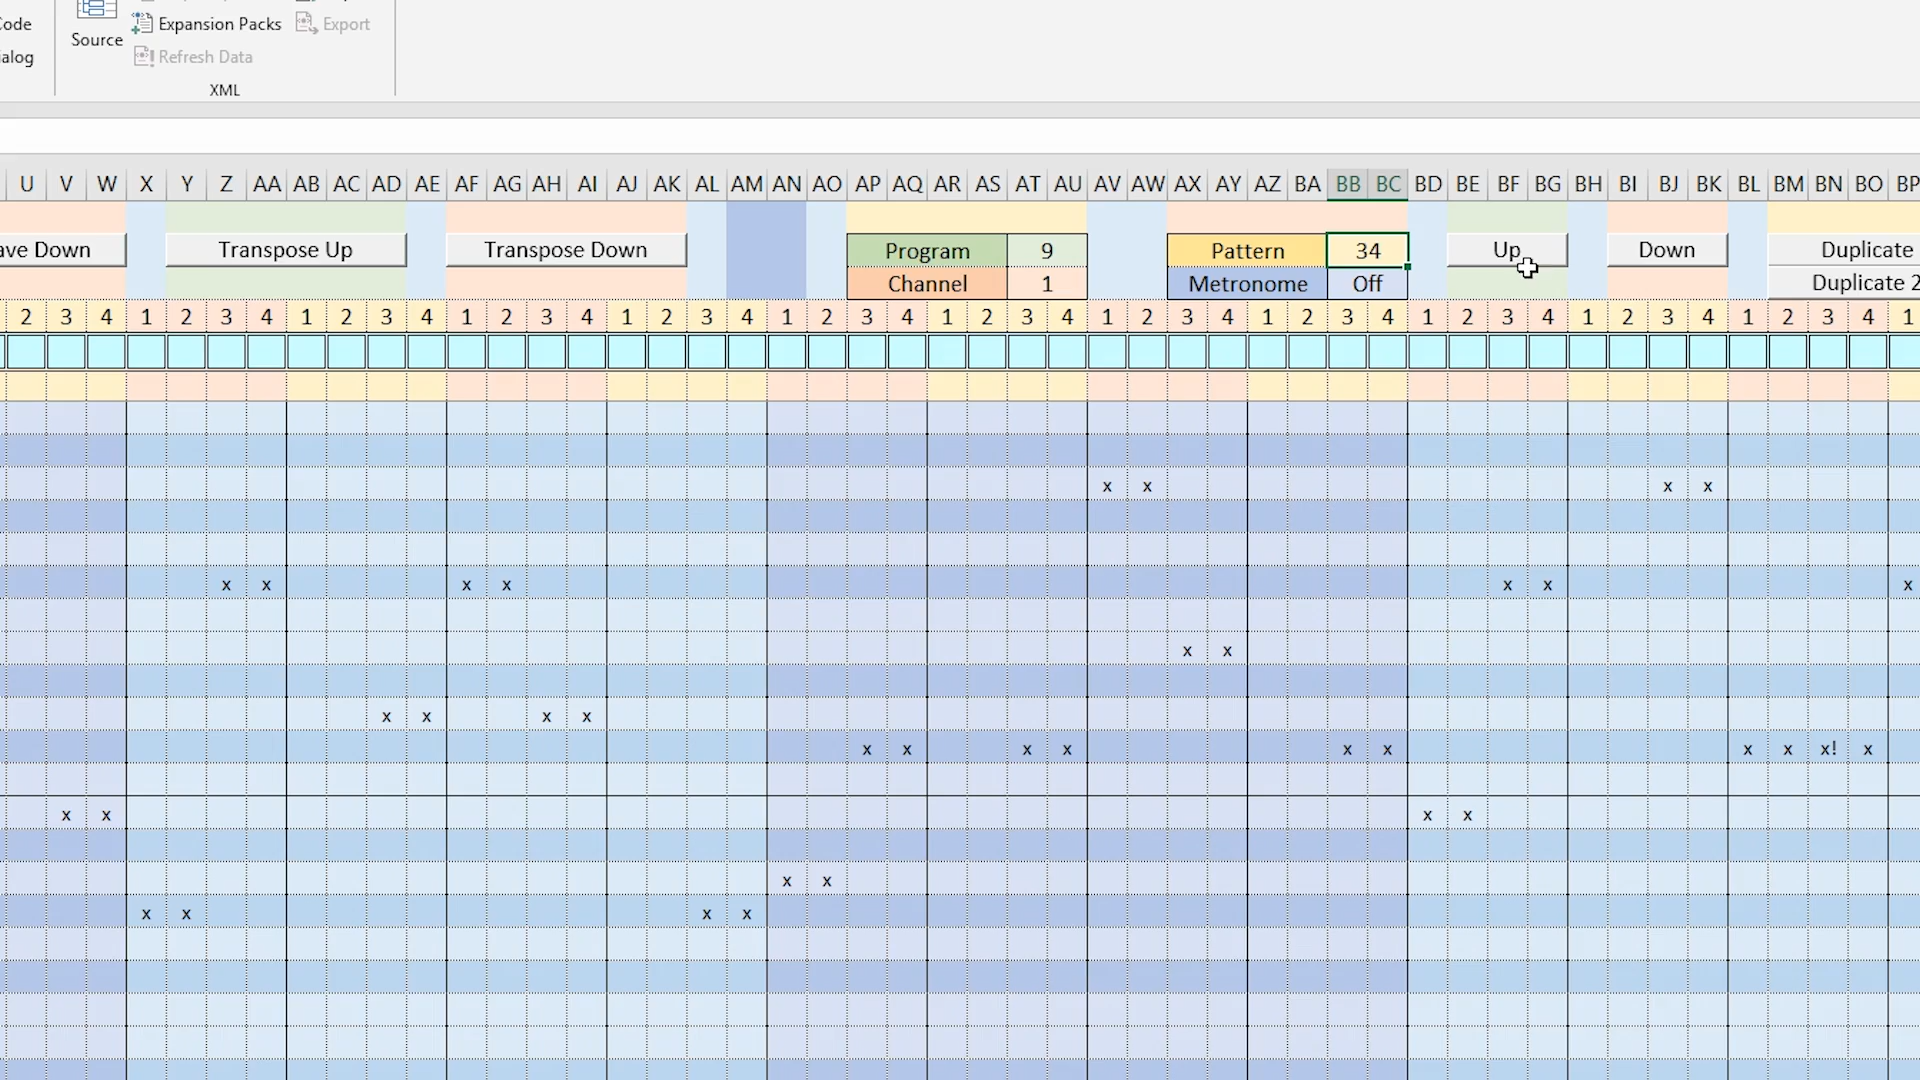 Code
Source
Expansion Packs
Export
Dialog
Refresh Data
XML
U V W X Y Z AA AB AC AD AE AF AG AH AI AJ AK AL AM AN AO AP AQ AR AS AT AU AV AW AX AY AZ BA BB BC BD BE BF BG BH BI BJ BK BL BM BN BO BP
ave Down Transpose Up Transpose Down Program 9 Pattern 34 Up Down Duplicate
Channel 1 Metronome Off Duplicate 2
2 3 4 1 2 3 4 1 2 3 4 1 2 3 4 1 2 3 4 1 2 3 4 1 2 3 4 1 2 3 4 1 2 3 4 1 2 3 4 1 2 3 4 1 2 3 4 1
x x x x
x x x x x x x
x x
x x x x
x x x x x x x x x! x
x x x x
x x
x x x x